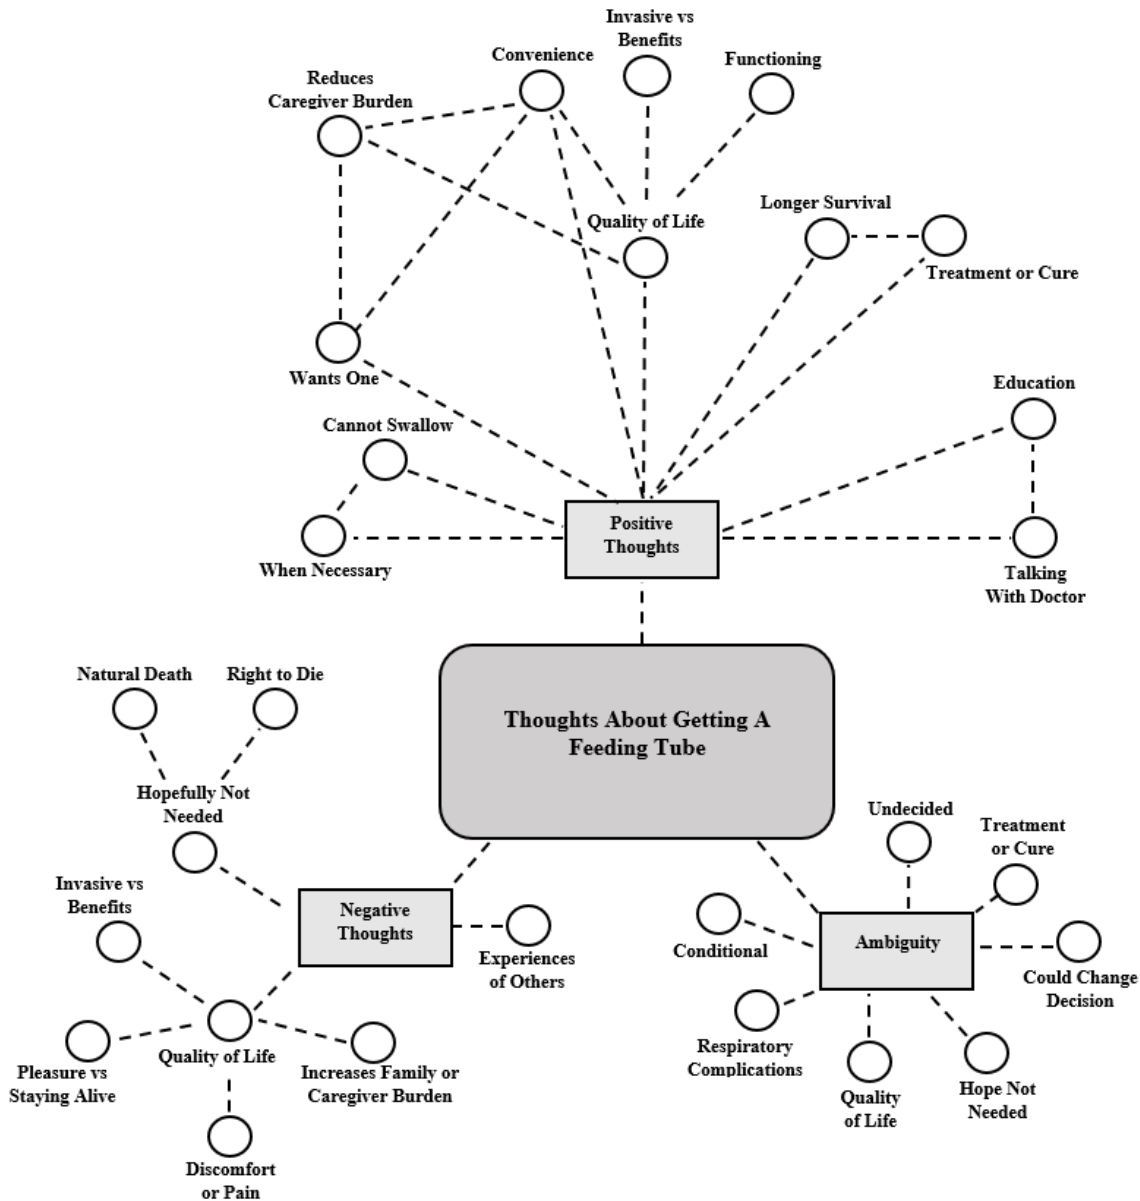 Invasive vs
Benefits
Convenience
Functioning
Reduces
Caregiver Burden
Longer Survival
Quality of Life
Treatment or Cure
Wants One
Education
Cannot Swallow
Positive
Thoughts
When Necessary
Talking
With Doctor
Natural Death
Right to Die
Thoughts About Getting A
Feeding Tube
Hopefully Not
Needed
Undecided
Treatment
or Cure
Invasive vs
Benefits
Negative
Thoughts
Ambiguity
Conditional
Experiences
of Others
Could Change
Decision
Respiratory
Complications
Quality of Life
Pleasure vs
Staying Alive
Increases Family or
Caregiver Burden
Quality
of Life
Hope Not
Needed
Discomfort
or Pain